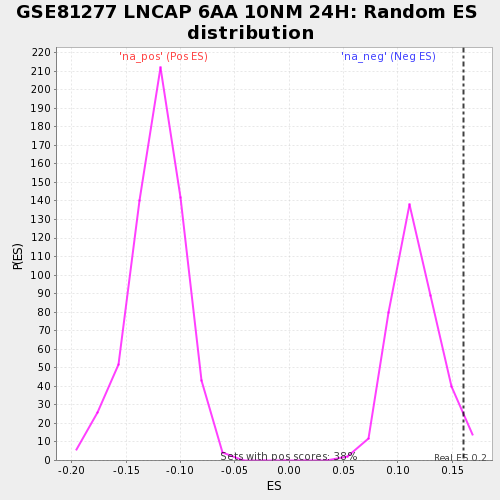 GSE81277 LNCAP 6AA 10NM 24H: Random ES
distribution
'na_pos' (Pos ES)
'na_neg' (Neg ES)
220
210
200
190
180
170
160
150
140
130
120
110
100
90
80
70
60
50
40
30
20
10
0
P(ES)
Sets with pos scores: 38%
Real ES 0.2
-0.20 -0.15 -0.10 -0.05 0.00 0.05 0.10 0.15
ES